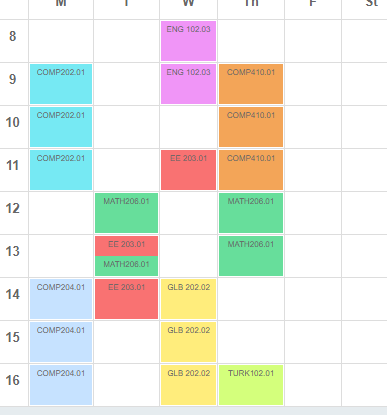 M T W Th F St
8 ENG 102.03
9 COMP202.01 ENG 102.03 COMP410.01
10 COMP202.01 COMP410.01
11 COMP202.01 EE 203.01 COMP410.01
12 MATH206.01 MATH206.01
13 EE 203.01 MATH206.01
MATH206.01
14 COMP204.01 EE 203.01 GLB 202.02
15 COMP204.01 GLB 202.02
16 COMP204.01 GLB 202.02 TURK102.01